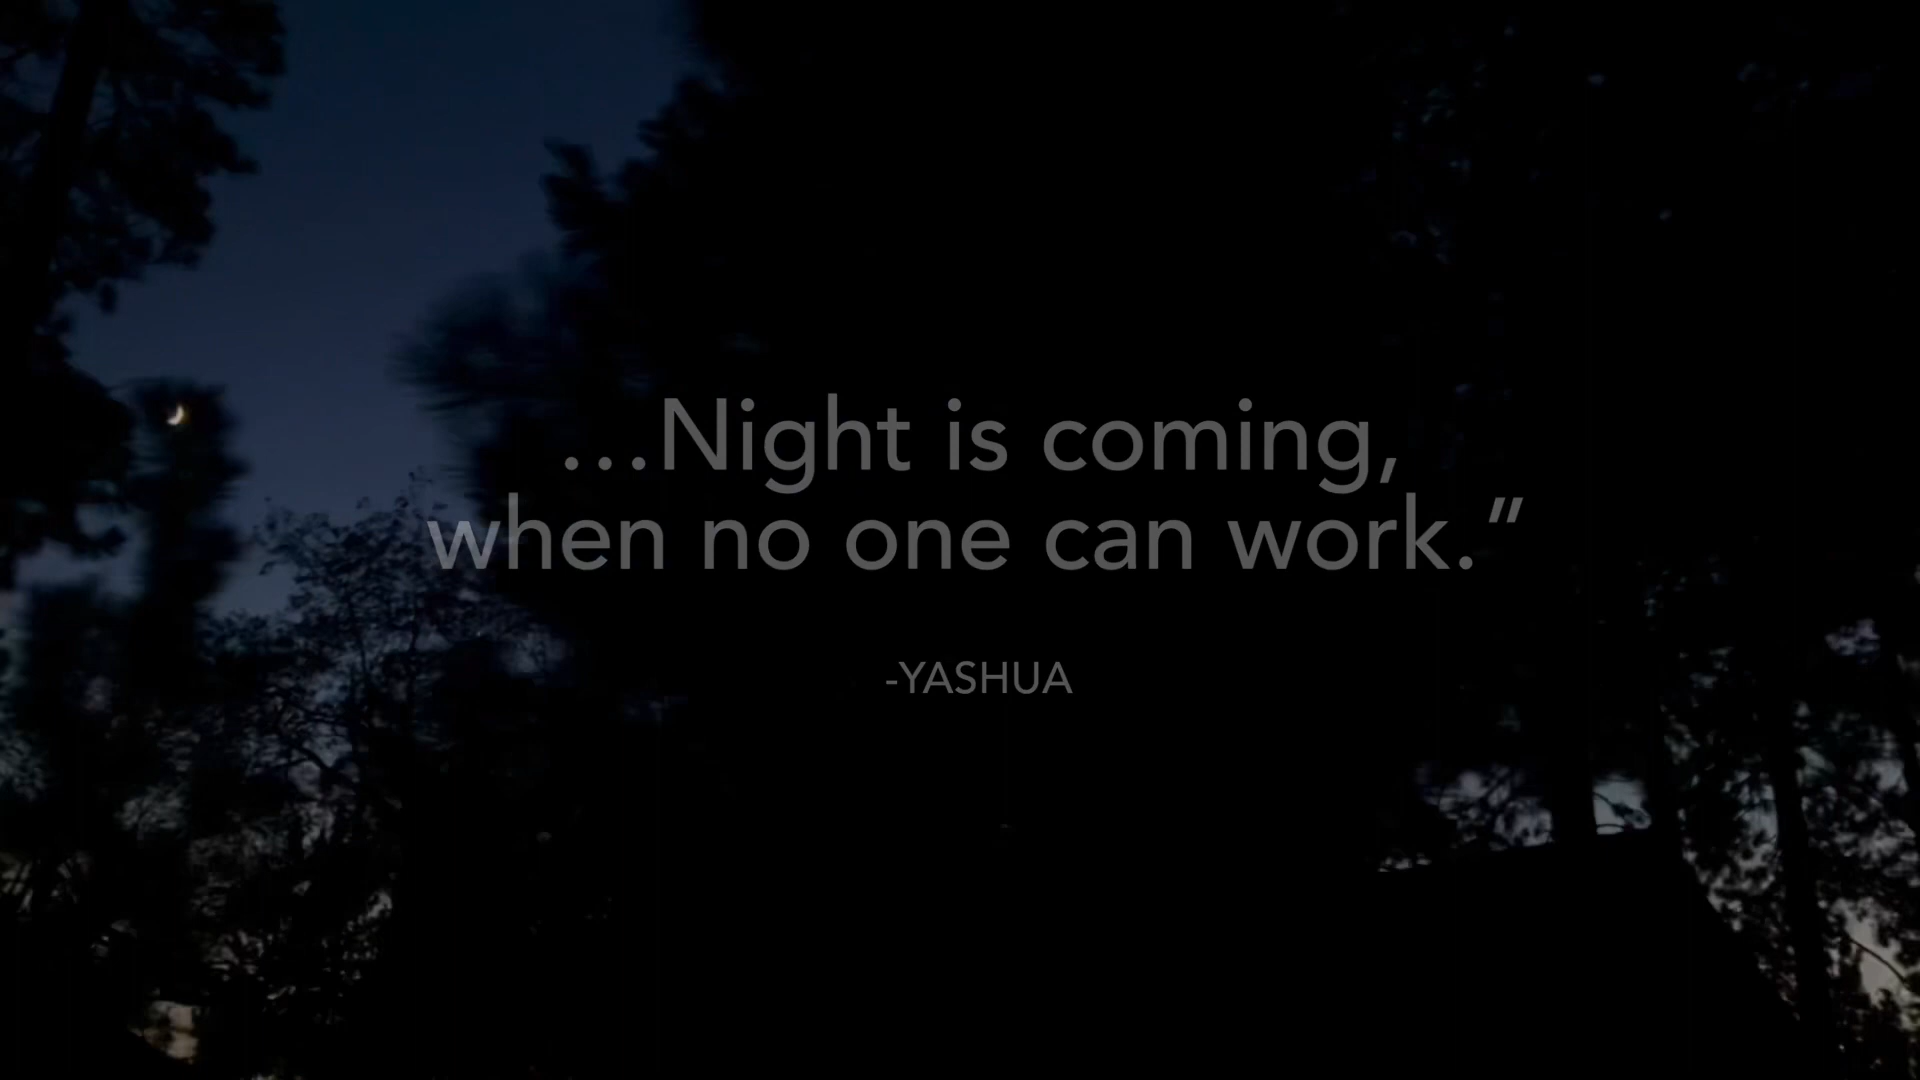 …Night is coming,
when no one can work.”
-YASHUA